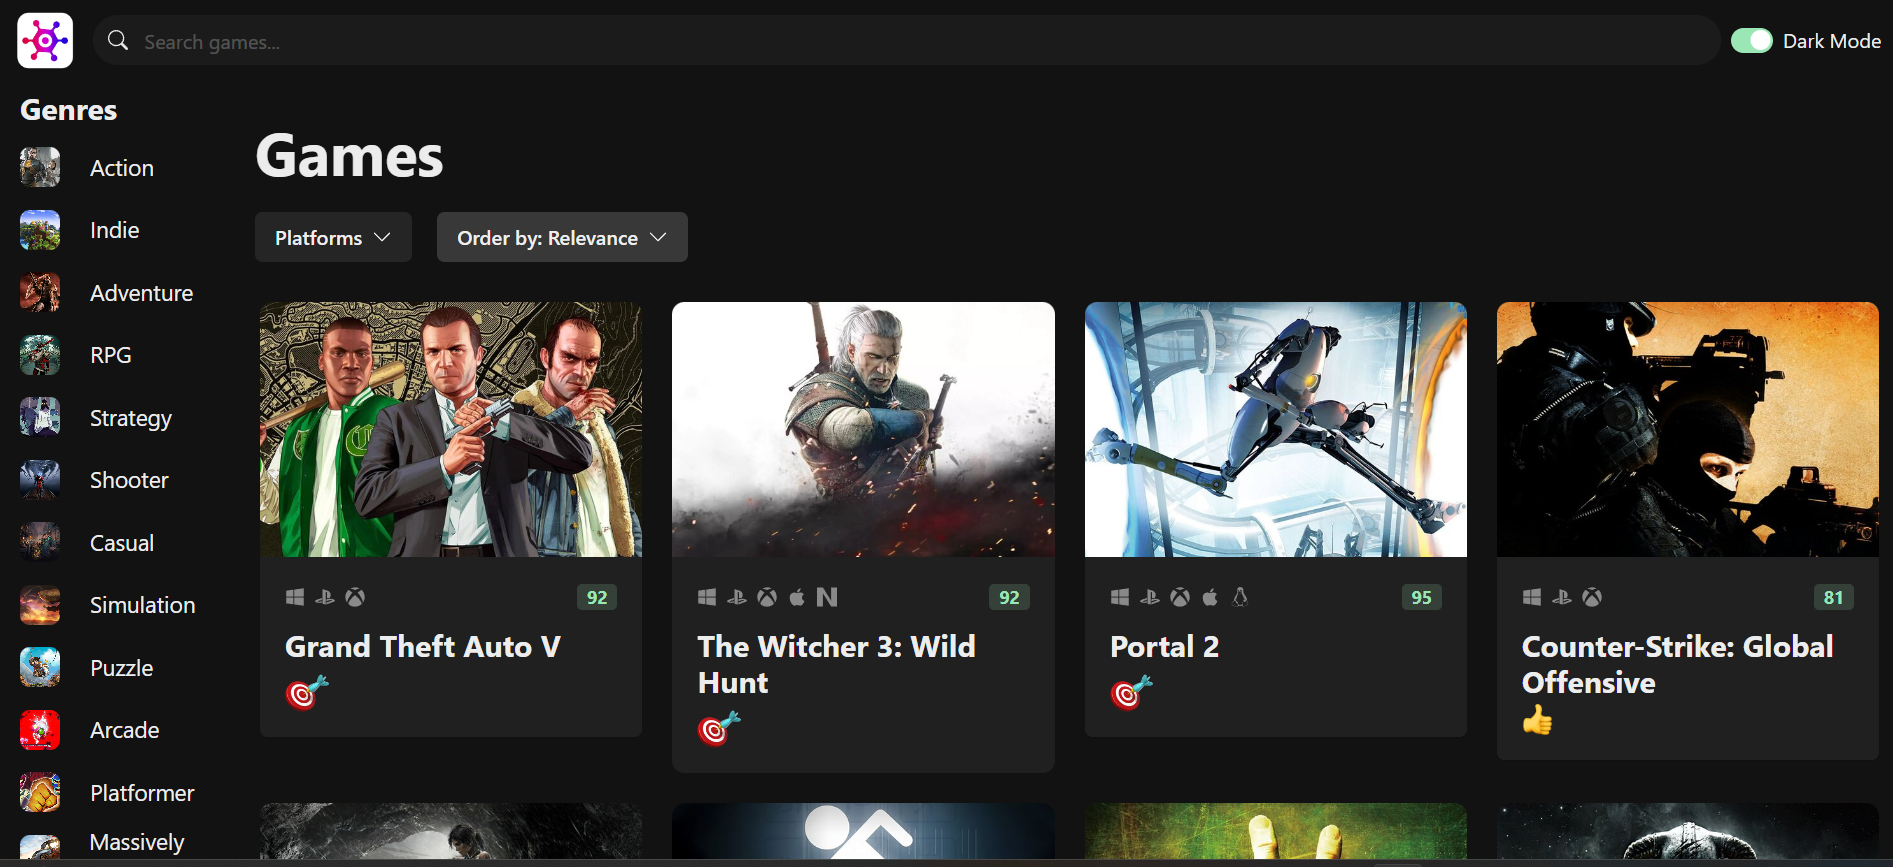 Search games...
Dark Mode
Genres
Action
Indie
Adventure
RPG
Strategy
Shooter
Casual
Simulation
Puzzle
Arcade
Platformer
Massively
Games
Platforms
Order by: Relevance
92
Grand Theft Auto V
92
The Witcher 3: Wild
Hunt
95
Portal 2
81
Counter-Strike: Global
Offensive